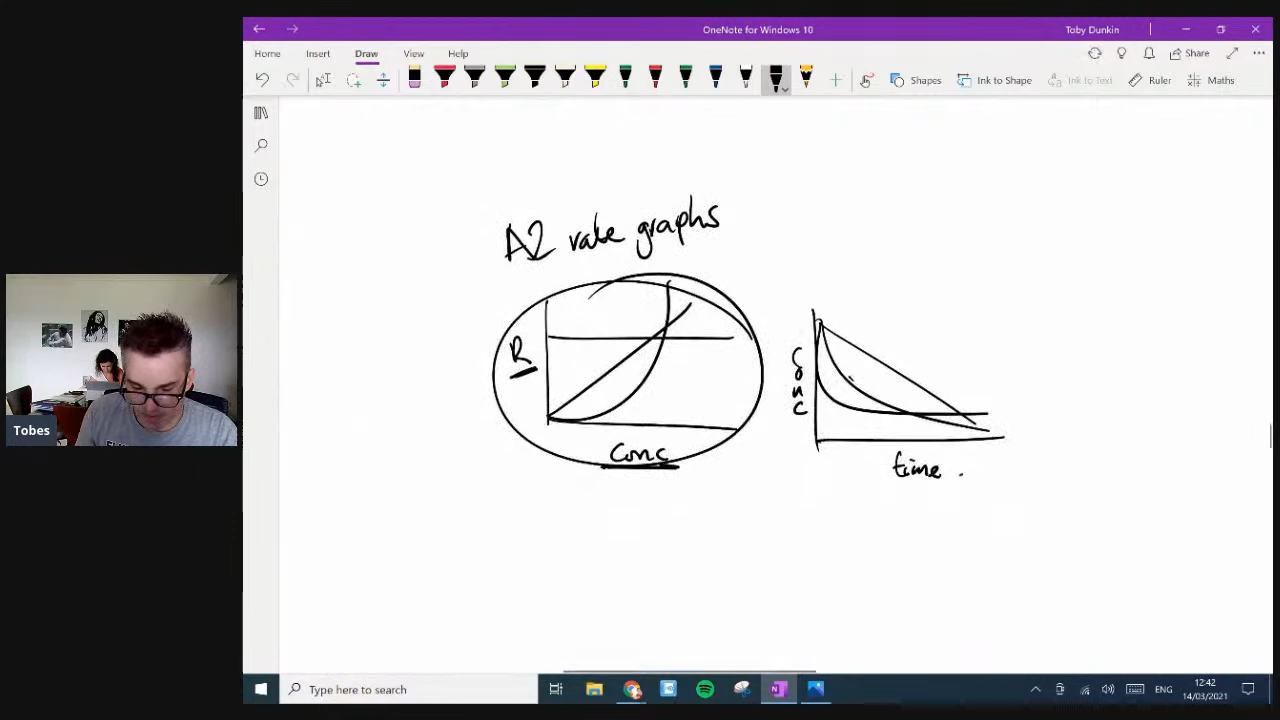 OneNote for Windows 10
Toby Dunkin
Home Insert Draw View Help
Share
Shapes Ink to Shape Ink to Text Ruler Maths
A2 rate graphs
R
conc
conc
time
Tobes
Type here to search
ENG
12:42
14/03/2021